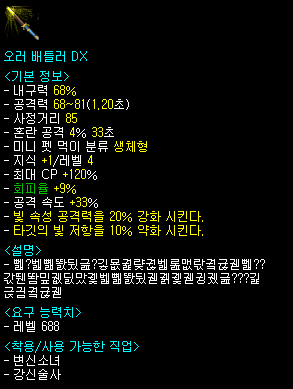 오러 배틀러 DX
<기본 정보>
- 내구력 68%
- 공격력 68~81(1,20초)
- 사정거리 85
- 혼란 공격 4% 33초
- 미니 펫 먹이 분류 생체형
- 지식 +1/레벨 4
- 최대 CP +120%
- 회피율 +9%
- 공격 속도 +33%
- 빛 속성 공격력을 20% 강화 시킨다.
- 타깃의 빛 저항을 10% 약화 시킨다.
<설명>
<요구 능력치>
- 레벨 688
<착용/사용 가능한 직업>
- 변신소녀
- 강신술사